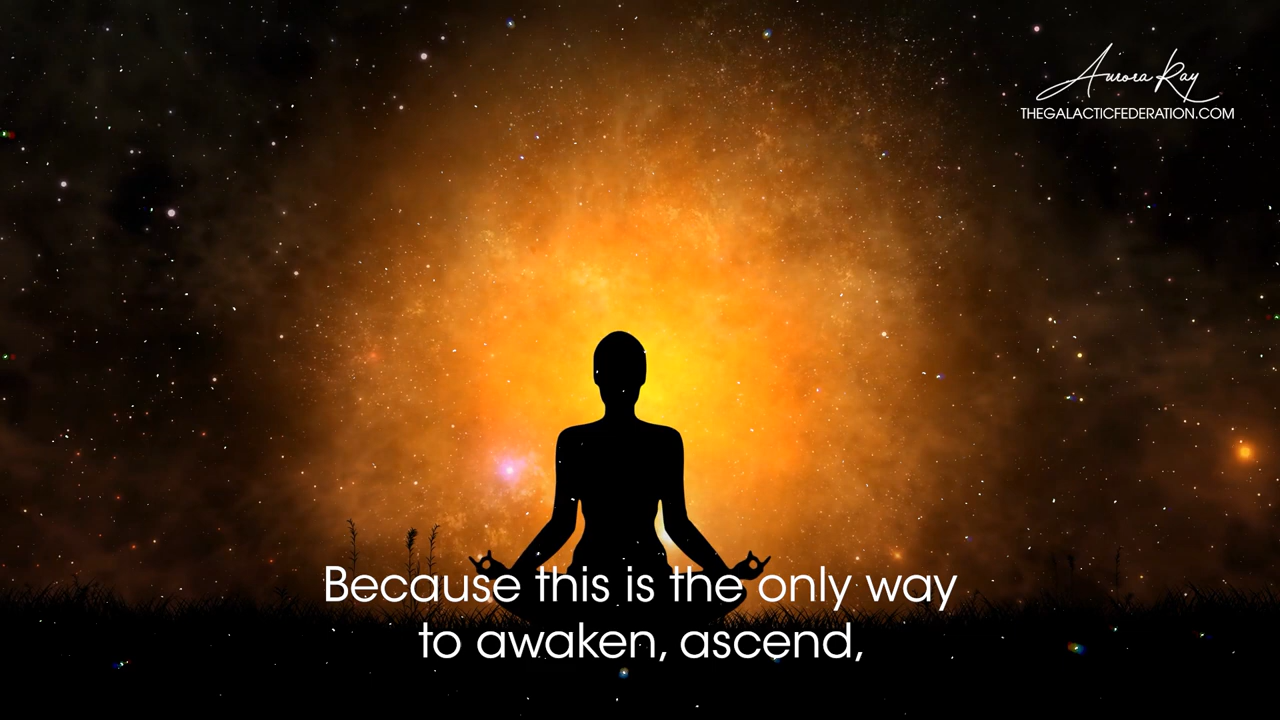 Aurora Ray
THEGALACTICFEDERATION.COM
Because this is the only way
to awaken, ascend,